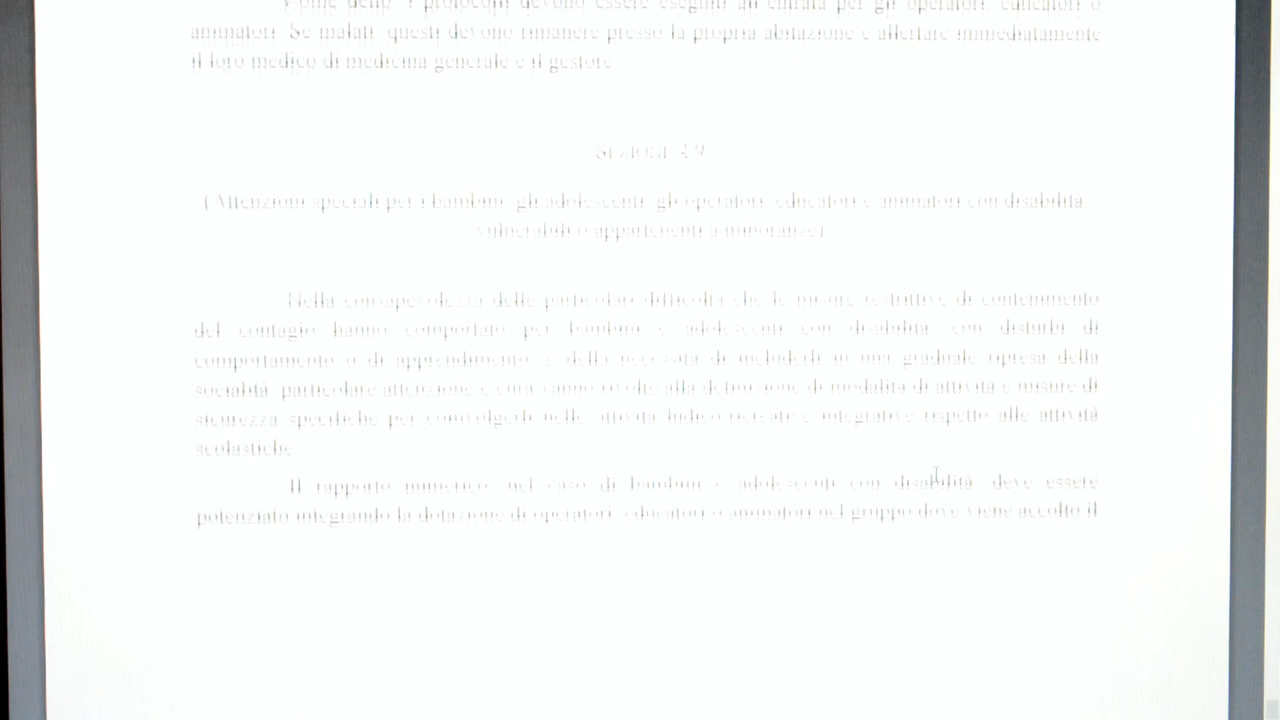 Come detto, i protocolli devono essere eseguiti all'entrata per gli operatori, educatori o
animatori. Se malati, questi devono rimanere presso la propria abitazione e allertare immediatamente
il loro medico di medicina generale e il gestore.
Sezione 2.9
(Attenzioni speciali per i bambini, gli adolescenti, gli operatori, educatori e animatori con disabilità,
vulnerabili o appartenenti a minoranze)
Nella consapevolezza delle particolari difficoltà che le misure restrittive di contenimento
del contagio hanno comportato per bambini e adolescenti con disabilità, con disturbi di
comportamento o di apprendimento, e della necessità di includerli in una graduale ripresa della
socialità, particolare attenzione e cura vanno rivolte alla definizione di modalità di attività e misure di
sicurezza specifiche per coinvolgerli nelle attività ludico-ricreative, integrative rispetto alle attività
scolastiche.
Il rapporto numerico, nel caso di bambini e adolescenti con disabilità, deve essere
potenziato integrando la dotazione di operatori, educatori o animatori nel gruppo dove viene accolto il